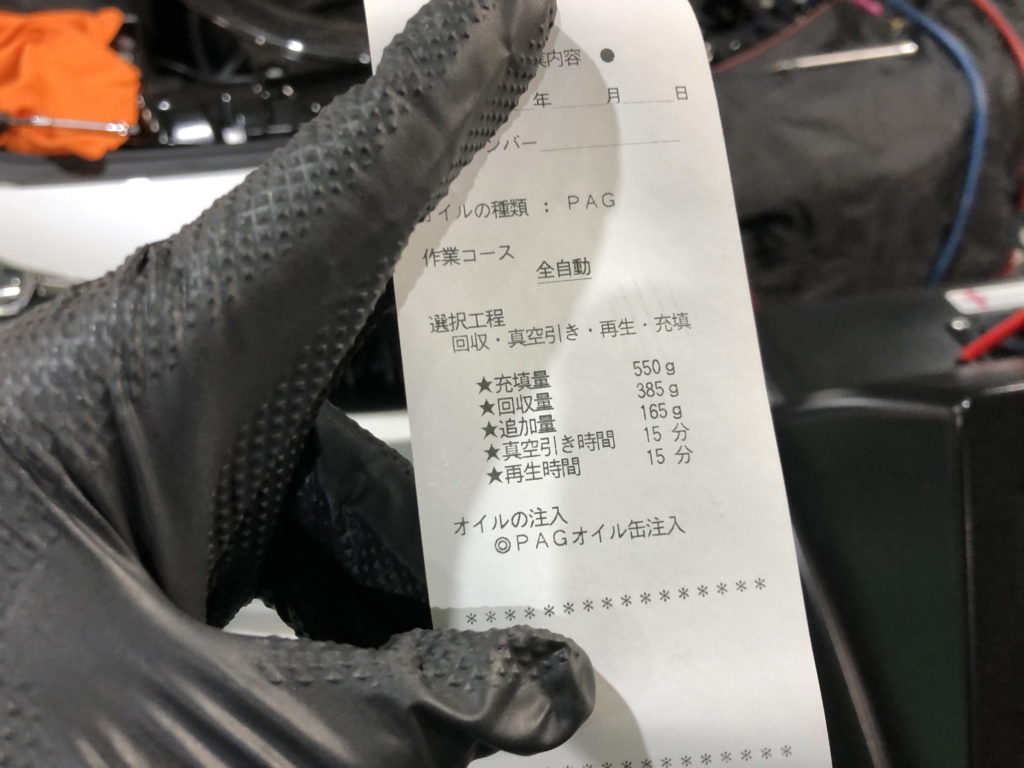 内容 ●
年 月 日
ンバー
イルの種類 : PAG
作業コース
全自動
選択工程
回収・真空引き・再生・充填
★充填量 550g
★回収量 385g
★追加量 165g
★真空引き時間 15 分
★再生時間 15 分
オイルの注入
◎PAGオイル缶注入
****************